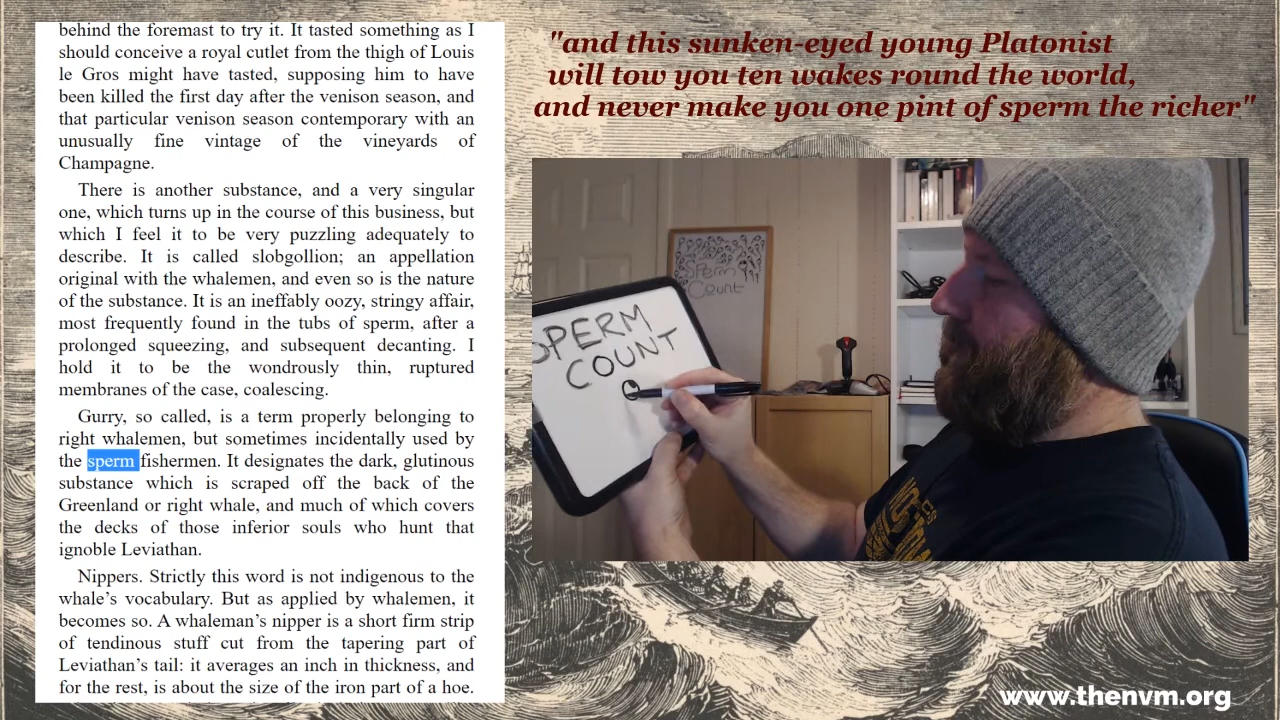 behind the foremast to try it. It tasted something as I
should conceive a royal cutlet from the thigh of Louis
le Gros might have tasted, supposing him to have
been killed the first day after the venison season, and
that particular venison season contemporary with an
unusually fine vintage of the vineyards of
Champagne.
There is another substance, and a very singular
one, which turns up in the course of this business, but
which I feel it to be very puzzling adequately to
describe. It is called slobgollion; an appellation
original with the whalemen, and even so is the nature
of the substance. It is an ineffably oozy, stringy affair,
most frequently found in the tubs of sperm, after a
prolonged squeezing, and subsequent decanting. I
hold it to be the wondrously thin, ruptured
membranes of the case, coalescing.
Gurry, so called, is a term properly belonging to
right whalemen, but sometimes incidentally used by
the sperm fishermen. It designates the dark, glutinous
substance which is scraped off the back of the
Greenland or right whale, and much of which covers
the decks of those inferior souls who hunt that
ignoble Leviathan.
Nippers. Strictly this word is not indigenous to the
whale’s vocabulary. But as applied by whalemen, it
becomes so. A whaleman’s nipper is a short firm strip
of tendinous stuff cut from the tapering part of
Leviathan’s tail: it averages an inch in thickness, and
for the rest, is about the size of the iron part of a hoe.
"and this sunken-eyed young Platonist
will tow you ten wakes round the world,
and never make you one pint of sperm the richer"
Sperm
Count
SPERM
COUNT
www.thenvm.org